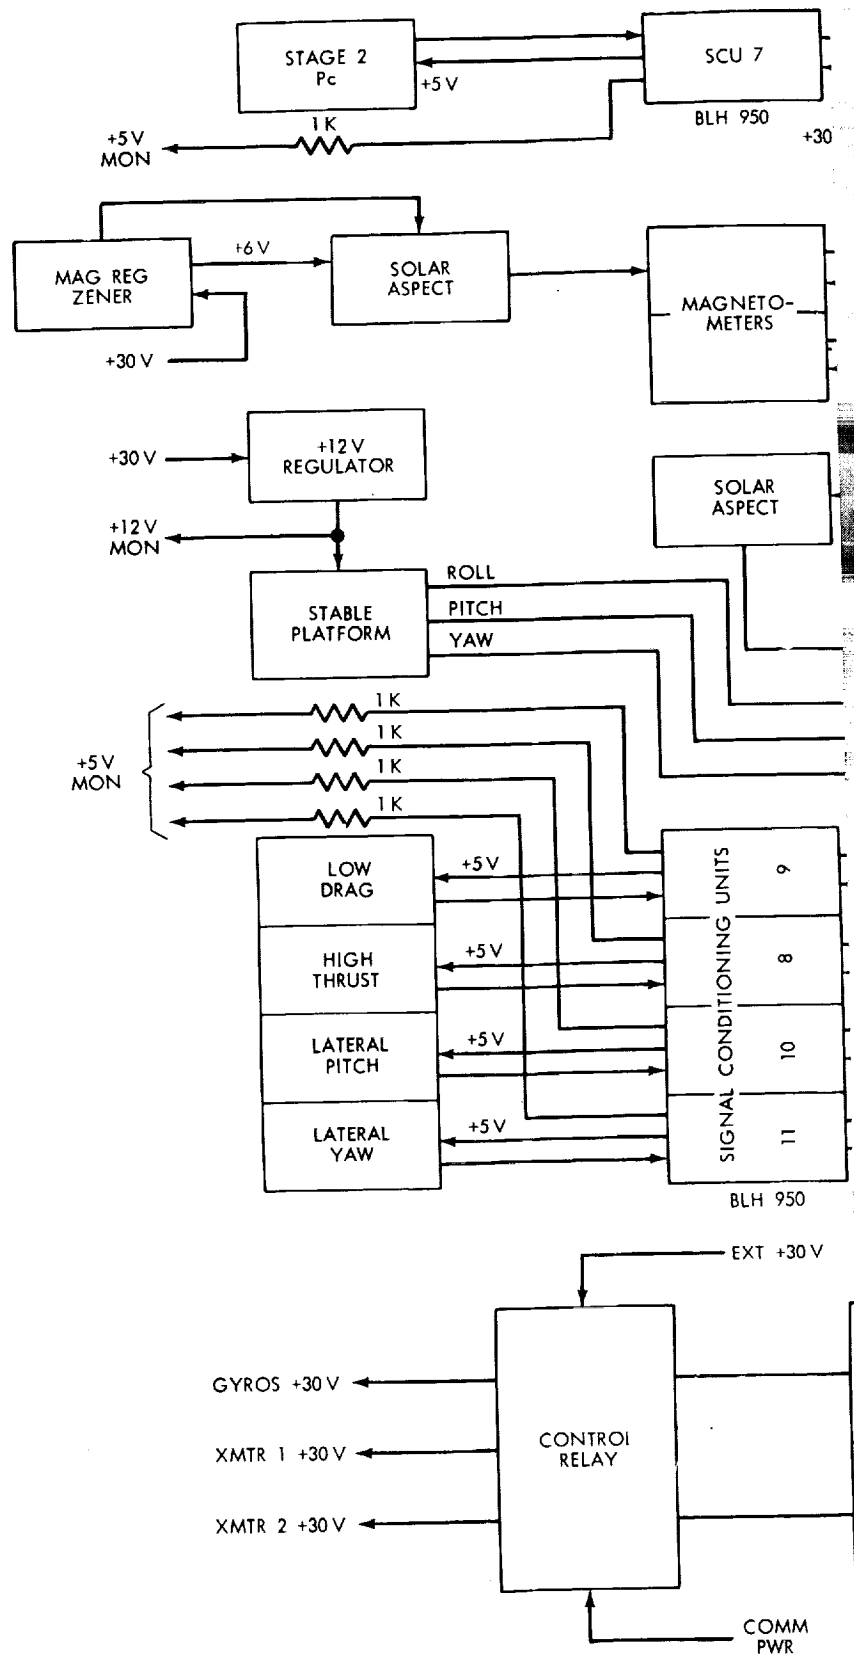 STAGE 2
Pc
SCU 7
+5 V
BLH 950
1 K
+5 V
MON
+30
MAG REG
ZENER
+6 V
SOLAR
ASPECT
MAGNETO-
METERS
+30 V
+12 V
REGULATOR
+30 V
SOLAR
ASPECT
+12 V
MON
STABLE
PLATFORM
ROLL
PITCH
YAW
1 K
1 K
1 K
1 K
+5 V
MON
LOW
DRAG
+5 V
HIGH
THRUST
+5 V
LATERAL
PITCH
+5 V
LATERAL
YAW
+5 V
SIGNAL CONDITIONING UNITS
9
8
10
11
BLH 950
EXT +30 V
GYROS +30 V
XMTR 1 +30 V
XMTR 2 +30 V
CONTROL
RELAY
COMM
PWR